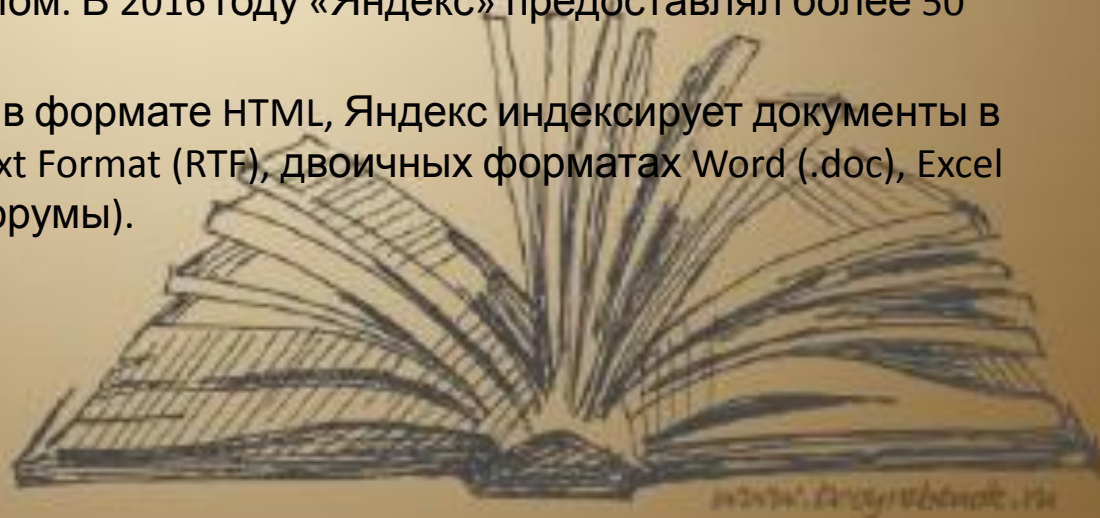 лом. В 2016 году «Яндекс» предоставлял более 50
в формате HTML, Яндекс индексирует документы в
xt Format (RTF), двоичных форматах Word (.doc), Excel
орумы).